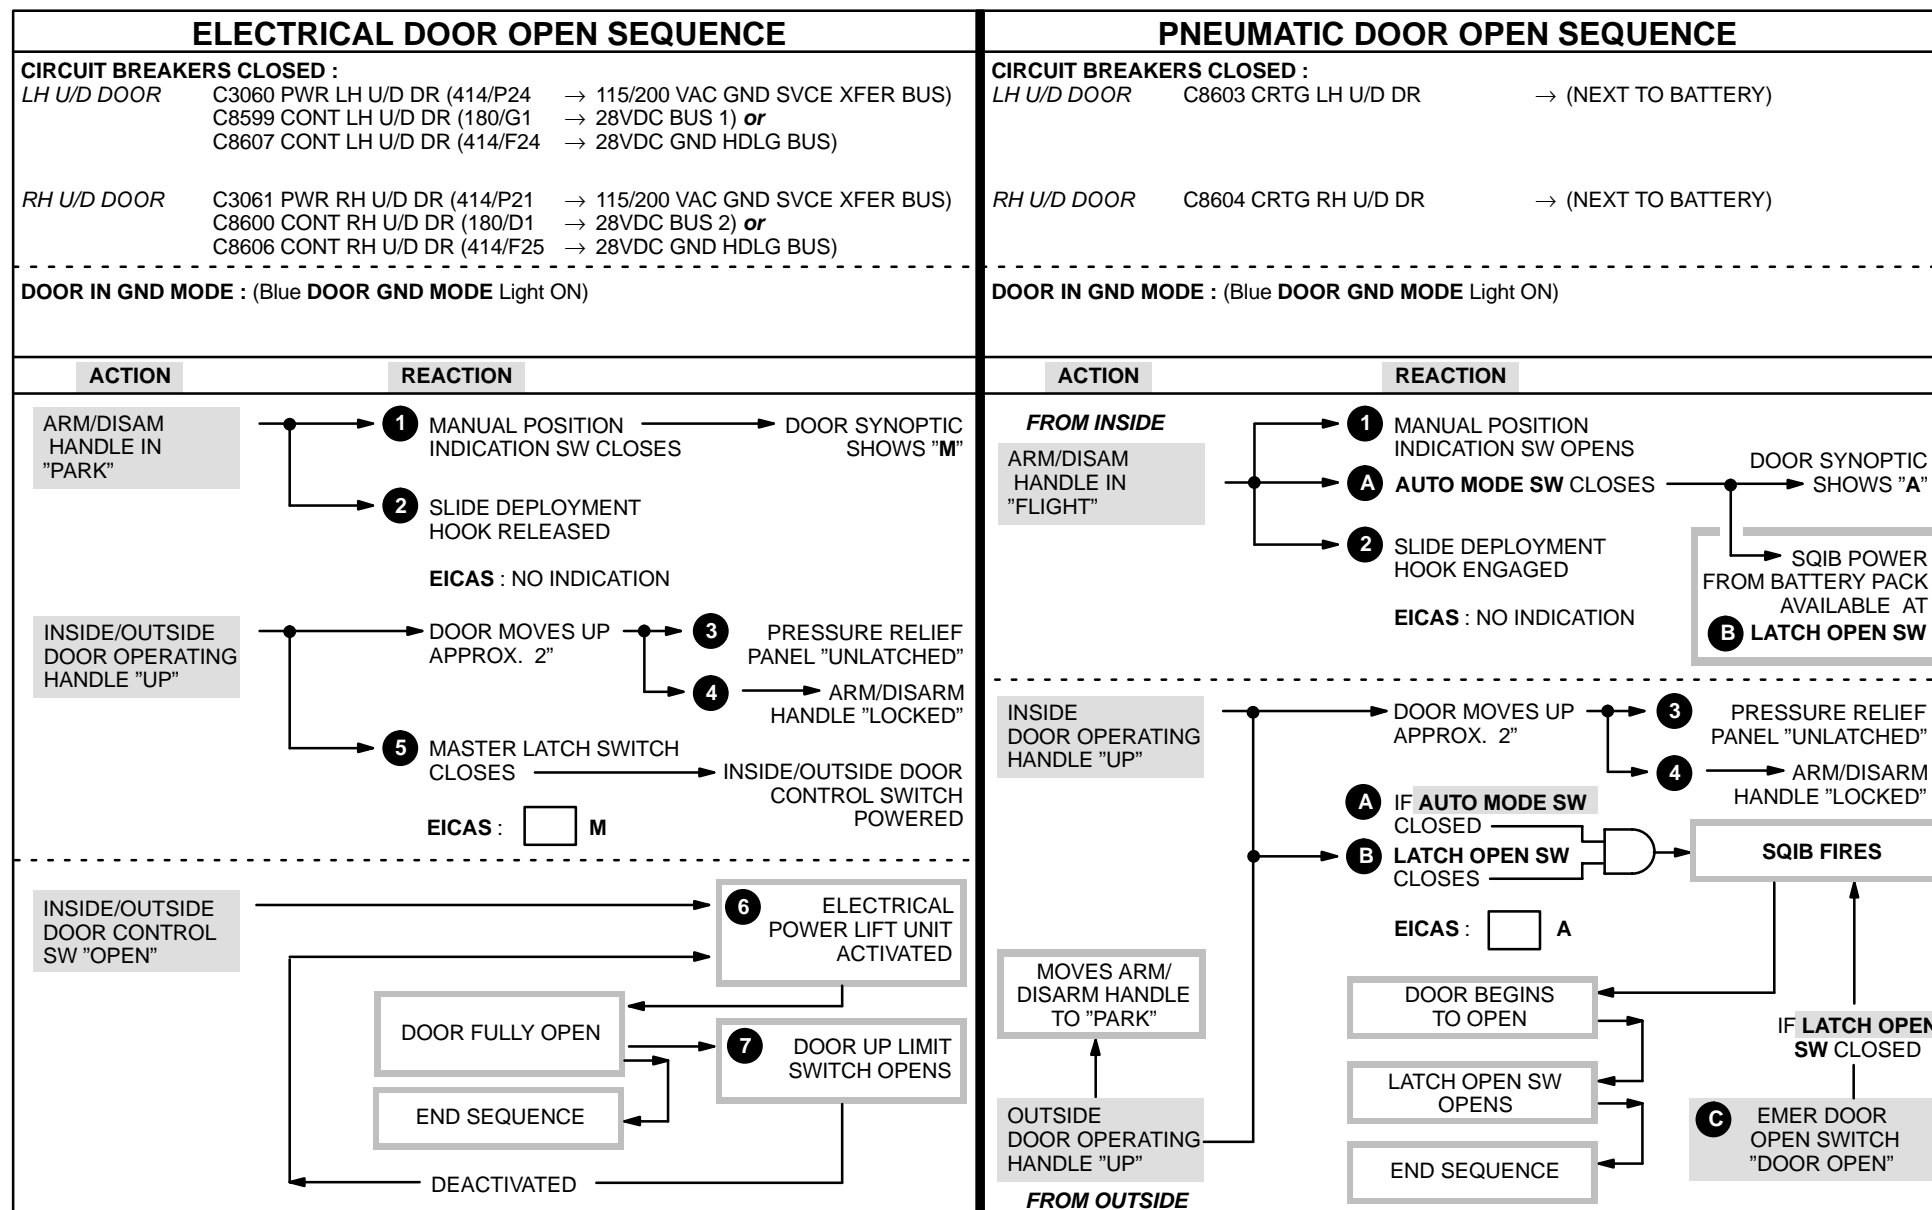 ELECTRICAL DOOR OPEN SEQUENCE
CIRCUIT BREAKERS CLOSED :
LH U/D DOOR C3060 PWR LH U/D DR (414/P24 → 115/200 VAC GND SVCE XFER BUS)
C8599 CONT LH U/D DR (180/G1 → 28VDC BUS 1) or
C8607 CONT LH U/D DR (414/F24 → 28VDC GND HDLG BUS)
RH U/D DOOR C3061 PWR RH U/D DR (414/P21 → 115/200 VAC GND SVCE XFER BUS)
C8600 CONT RH U/D DR (180/D1 → 28VDC BUS 2) or
C8606 CONT RH U/D DR (414/F25 → 28VDC GND HDLG BUS)
DOOR IN GND MODE : (Blue DOOR GND MODE Light ON)
ACTION REACTION
ARM/DISAM
HANDLE IN
"PARK"
1 MANUAL POSITION
INDICATION SW CLOSES
DOOR SYNOPTIC
SHOWS "M"
2 SLIDE DEPLOYMENT
HOOK RELEASED
EICAS : NO INDICATION
INSIDE/OUTSIDE
DOOR OPERATING
HANDLE "UP"
DOOR MOVES UP
APPROX. 2"
3 PRESSURE RELIEF
PANEL "UNLATCHED"
4 ARM/DISARM
HANDLE "LOCKED"
5 MASTER LATCH SWITCH
CLOSES
INSIDE/OUTSIDE DOOR
CONTROL SWITCH
POWERED
EICAS : M
INSIDE/OUTSIDE
DOOR CONTROL
SW "OPEN"
6 ELECTRICAL
POWER LIFT UNIT
ACTIVATED
DOOR FULLY OPEN
7 DOOR UP LIMIT
SWITCH OPENS
END SEQUENCE
DEACTIVATED
PNEUMATIC DOOR OPEN SEQUENCE
CIRCUIT BREAKERS CLOSED :
LH U/D DOOR C8603 CRTG LH U/D DR → (NEXT TO BATTERY)
RH U/D DOOR C8604 CRTG RH U/D DR → (NEXT TO BATTERY)
DOOR IN GND MODE : (Blue DOOR GND MODE Light ON)
ACTION REACTION
FROM INSIDE
ARM/DISAM
HANDLE IN
"FLIGHT"
1 MANUAL POSITION
INDICATION SW OPENS
A AUTO MODE SW CLOSES
DOOR SYNOPTIC
SHOWS "A"
2 SLIDE DEPLOYMENT
HOOK ENGAGED
SQIB POWER
FROM BATTERY PACK
AVAILABLE AT
B LATCH OPEN SW
EICAS : NO INDICATION
INSIDE
DOOR OPERATING
HANDLE "UP"
DOOR MOVES UP
APPROX. 2"
3 PRESSURE RELIEF
PANEL "UNLATCHED"
4 ARM/DISARM
HANDLE "LOCKED"
A IF AUTO MODE SW
CLOSED
B LATCH OPEN SW
CLOSES
SQIB FIRES
EICAS : A
MOVES ARM/
DISARM HANDLE
TO "PARK"
DOOR BEGINS
TO OPEN
IF LATCH OPEN
SW CLOSED
LATCH OPEN SW
OPENS
OUTSIDE
DOOR OPERATING
HANDLE "UP"
C EMER DOOR
OPEN SWITCH
"DOOR OPEN"
END SEQUENCE
FROM OUTSIDE